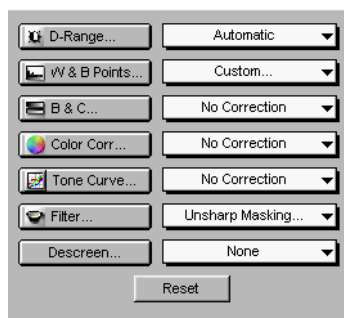 D-Range... Automatic
W & B Points... Custom...
B & C... No Correction
Color Corr... No Correction
Tone Curve... No Correction
Filter... Unsharp Masking...
Descreen... None
Reset